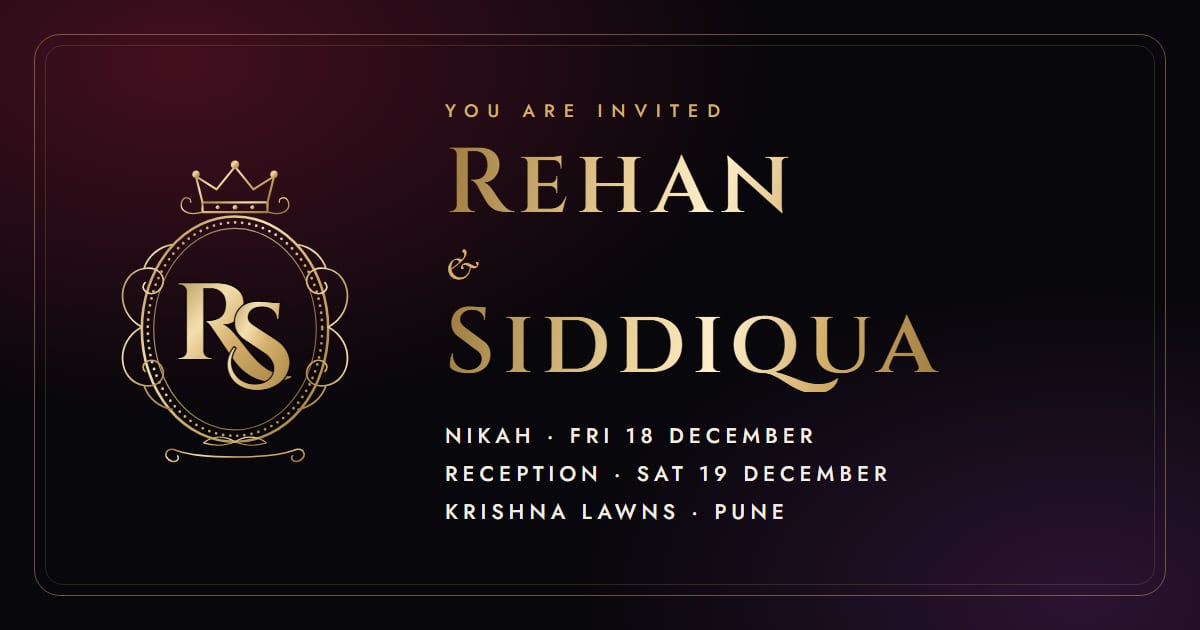 YOU ARE INVITED
REHAN
&
SIDDIQUA
RS
NIKAH · FRI 18 DECEMBER
RECEPTION · SAT 19 DECEMBER
KRISHNA LAWNS · PUNE